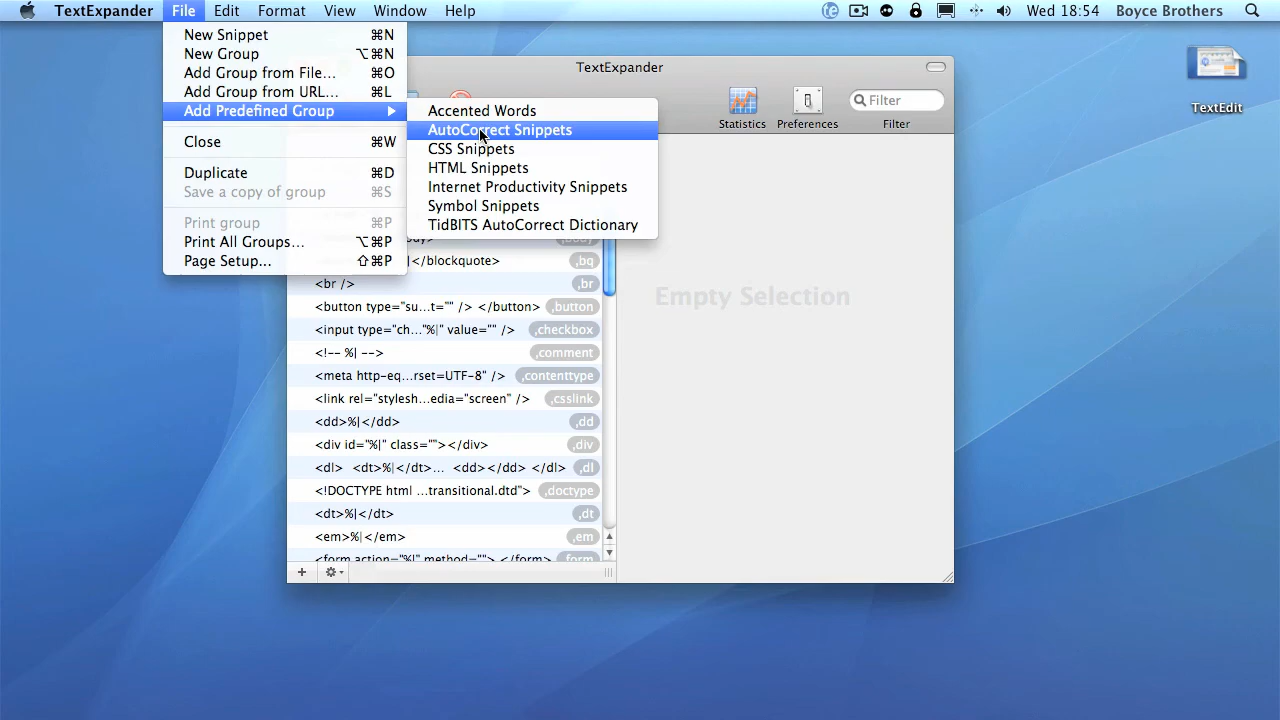 TextExpander File Edit Format View Window Help te Wed 18:54 Boyce Brothers
New Snippet ⌘N
New Group ⌥⌘N
Add Group from File... ⌘O
Add Group from URL... ⌘L
Add Predefined Group
Close ⌘W
Duplicate ⌘D
Save a copy of group ⌘S
Print group ⌘P
Print All Groups... ⌥⌘P
Page Setup... ⇧⌘P
Accented Words
AutoCorrect Snippets
CSS Snippets
HTML Snippets
Internet Productivity Snippets
Symbol Snippets
TidBITS AutoCorrect Dictionary
TextExpander
Statistics
Preferences
Filter
Filter
TextEdit
|</blockquote> ,bq
<br /> ,br
<button type="su...t="" /> </button> ,button
<input type="ch..."%|" value="" /> ,checkbox
<!-- %| --> ,comment
<meta http-eq...rset=UTF-8" /> ,contenttype
<link rel="stylesh...edia="screen" /> ,csslink
<dd>%|</dd> ,dd
<div id="%|" class=""></div> ,div
<dl> <dt>%|</dt>... <dd></dd> </dl> ,dl
<!DOCTYPE html ...transitional.dtd"> ,doctype
<dt>%|</dt> ,dt
<em>%|</em> ,em
<form action="%|" method=""> </form> ,form
Empty Selection